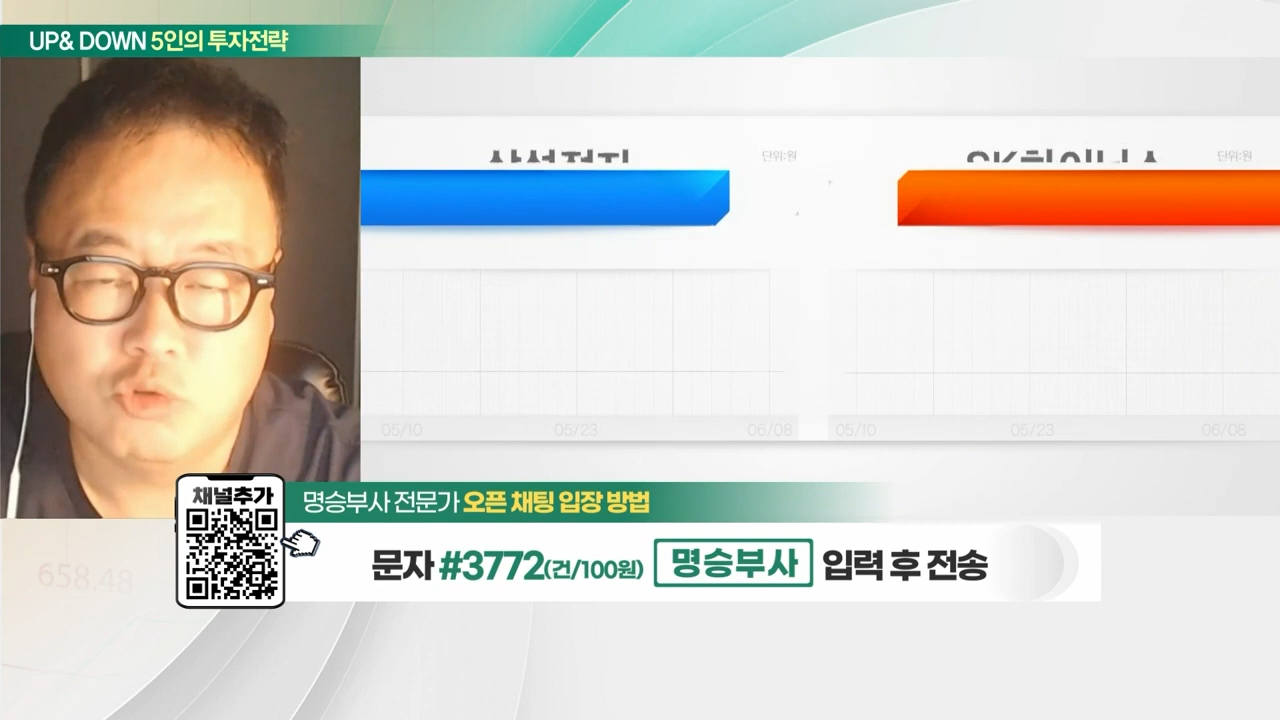 UP& DOWN 5인의 투자전략
단위:원
단위:원
05/10 05/23 06/08
05/10 05/23 06/08
채널추가
명승부사 전문가 오픈 채팅 입장 방법
문자 #3772(건/100원) 명승부사 입력 후 전송
658.48